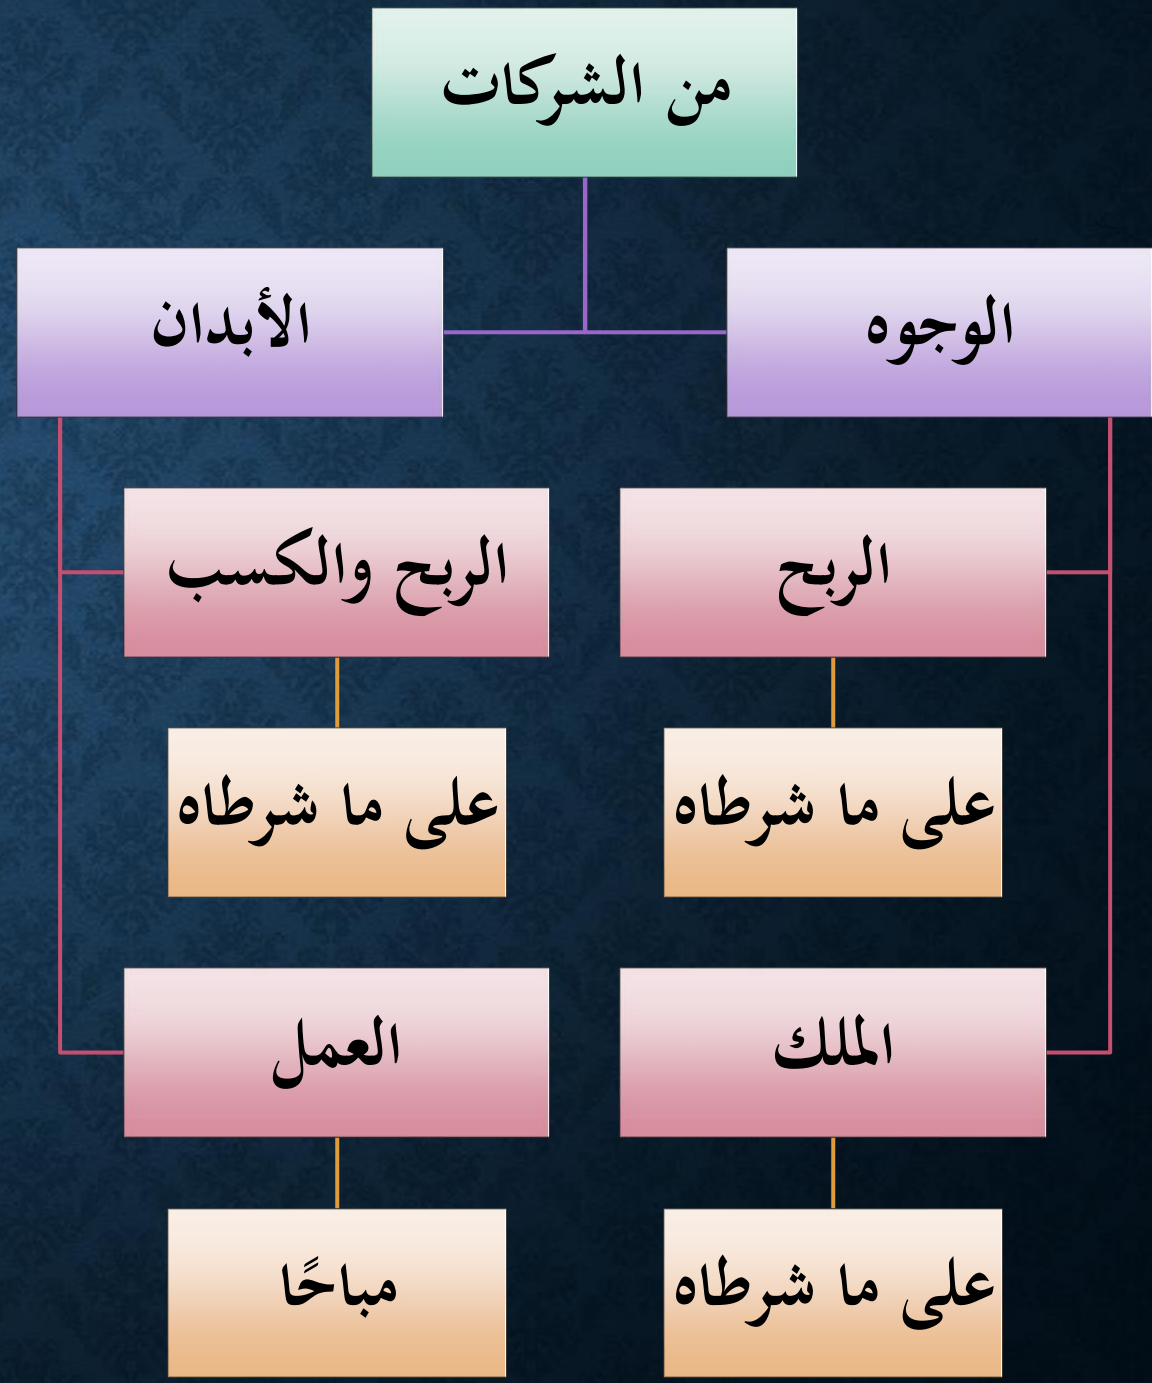 من الشركات
الوجوه
الأبدان
الربح
الربح والكسب
على ما شرطاه
على ما شرطاه
الملك
العمل
على ما شرطاه
مباحًا